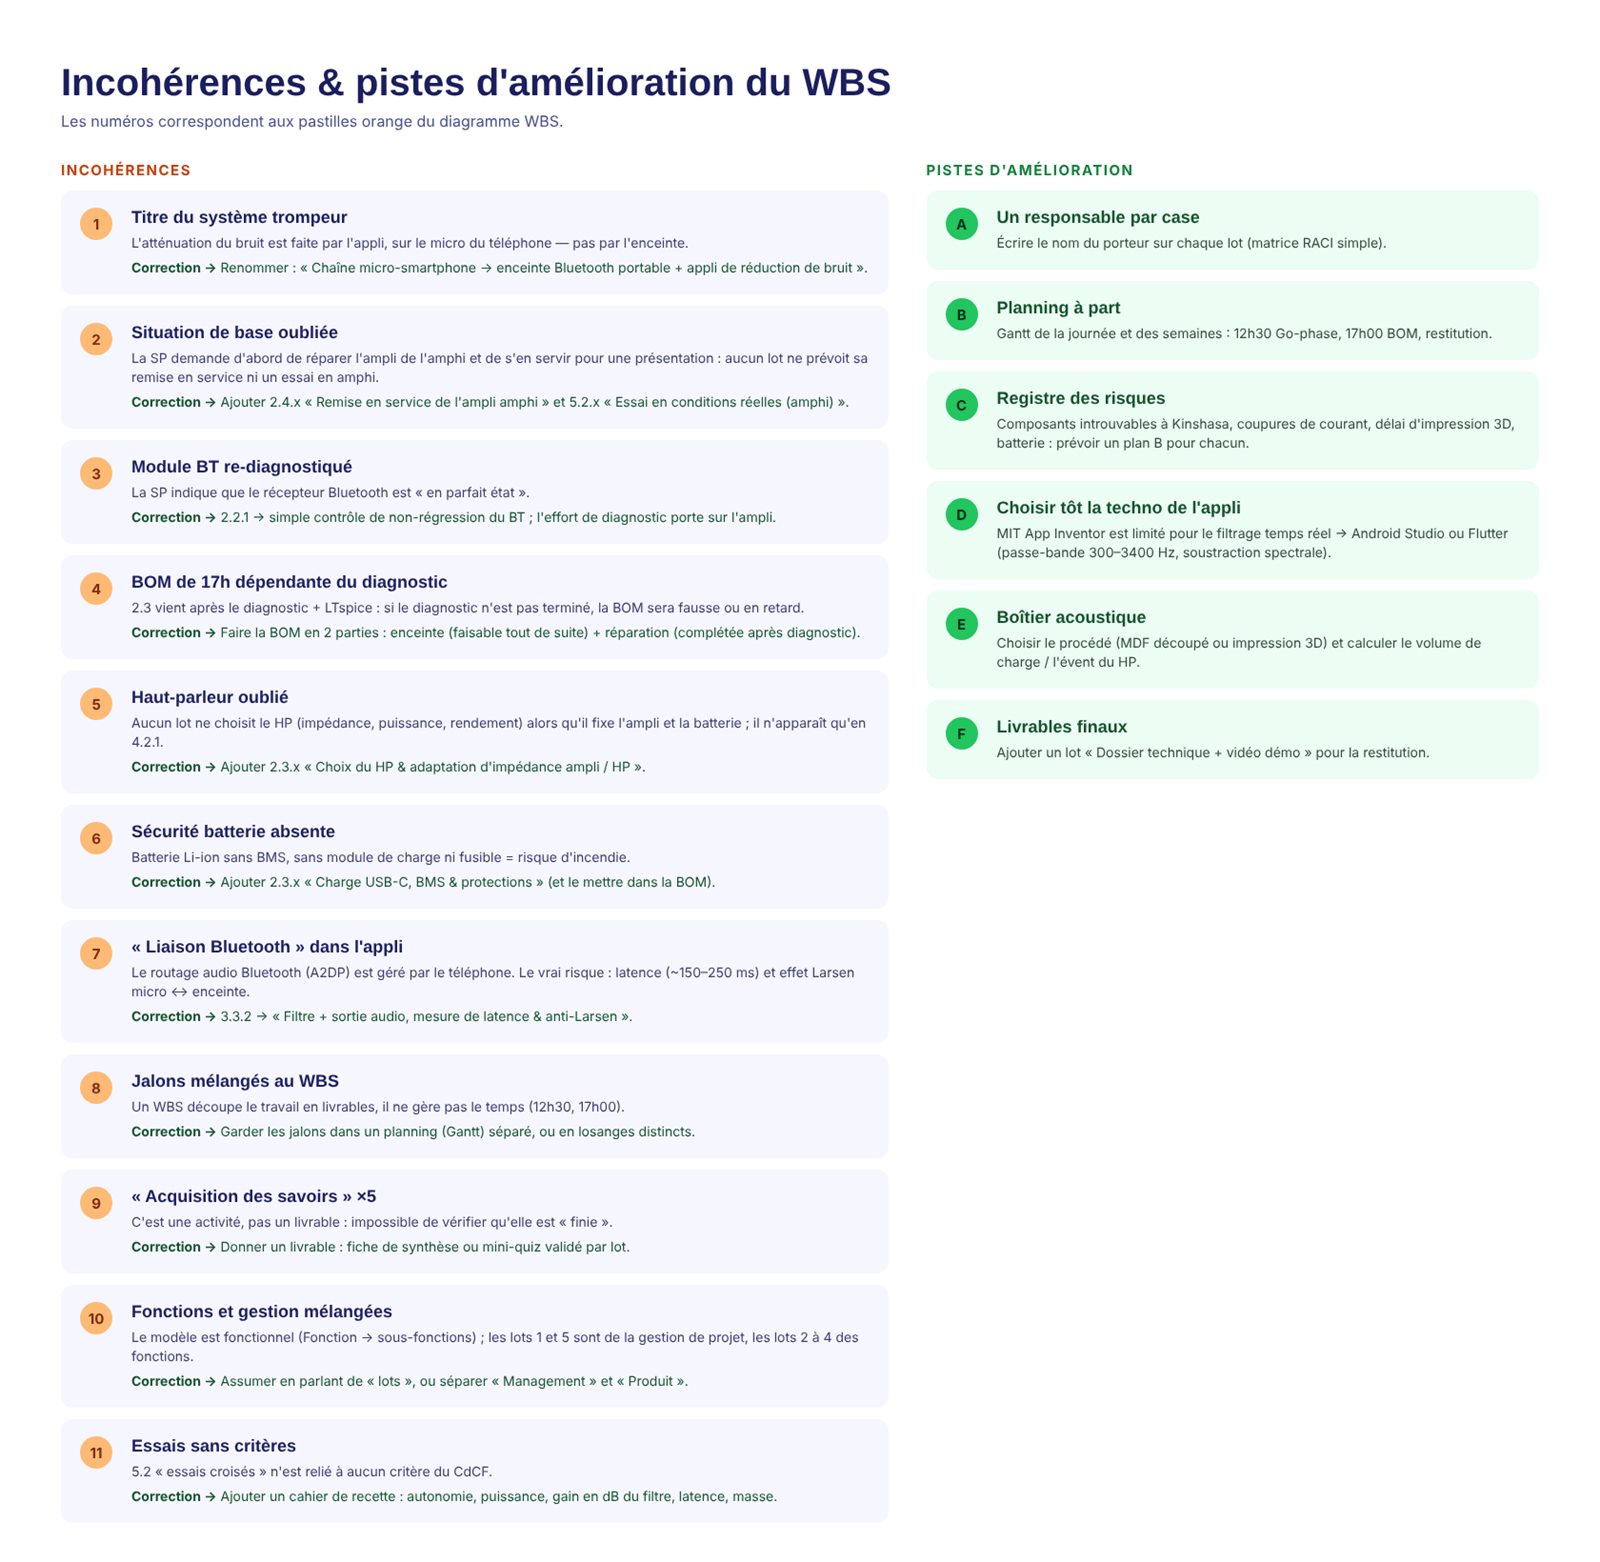 Incohérences & pistes d'amélioration du WBS
Les numéros correspondent aux pastilles orange du diagramme WBS.
INCOHÉRENCES
1
Titre du système trompeur
L'atténuation du bruit est faite par l'appli, sur le micro du téléphone — pas par l'enceinte.
Correction → Renommer : « Chaîne micro-smartphone → enceinte Bluetooth portable + appli de réduction de bruit ».
2
Situation de base oubliée
La SP demande d'abord de réparer l'ampli de l'amphi et de s'en servir pour une présentation : aucun lot ne prévoit sa
remise en service ni un essai en amphi.
Correction → Ajouter 2.4.x « Remise en service de l'ampli amphi » et 5.2.x « Essai en conditions réelles (amphi) ».
3
Module BT re-diagnostiqué
La SP indique que le récepteur Bluetooth est « en parfait état ».
Correction → 2.2.1 → simple contrôle de non-régression du BT ; l'effort de diagnostic porte sur l'ampli.
4
BOM de 17h dépendante du diagnostic
2.3 vient après le diagnostic + LTspice : si le diagnostic n'est pas terminé, la BOM sera fausse ou en retard.
Correction → Faire la BOM en 2 parties : enceinte (faisable tout de suite) + réparation (complétée après diagnostic).
5
Haut-parleur oublié
Aucun lot ne choisit le HP (impédance, puissance, rendement) alors qu'il fixe l'ampli et la batterie ; il n'apparaît qu'en
4.2.1.
Correction → Ajouter 2.3.x « Choix du HP & adaptation d'impédance ampli / HP ».
6
Sécurité batterie absente
Batterie Li-ion sans BMS, sans module de charge ni fusible = risque d'incendie.
Correction → Ajouter 2.3.x « Charge USB-C, BMS & protections » (et le mettre dans la BOM).
7
« Liaison Bluetooth » dans l'appli
Le routage audio Bluetooth (A2DP) est géré par le téléphone. Le vrai risque : latence (~150–250 ms) et effet Larsen
micro ↔ enceinte.
Correction → 3.3.2 → « Filtre + sortie audio, mesure de latence & anti-Larsen ».
8
Jalons mélangés au WBS
Un WBS découpe le travail en livrables, il ne gère pas le temps (12h30, 17h00).
Correction → Garder les jalons dans un planning (Gantt) séparé, ou en losanges distincts.
9
« Acquisition des savoirs » ×5
C'est une activité, pas un livrable : impossible de vérifier qu'elle est « finie ».
Correction → Donner un livrable : fiche de synthèse ou mini-quiz validé par lot.
10
Fonctions et gestion mélangées
Le modèle est fonctionnel (Fonction → sous-fonctions) ; les lots 1 et 5 sont de la gestion de projet, les lots 2 à 4 des
fonctions.
Correction → Assumer en parlant de « lots », ou séparer « Management » et « Produit ».
11
Essais sans critères
5.2 « essais croisés » n'est relié à aucun critère du CdCF.
Correction → Ajouter un cahier de recette : autonomie, puissance, gain en dB du filtre, latence, masse.
PISTES D'AMÉLIORATION
A
Un responsable par case
Écrire le nom du porteur sur chaque lot (matrice RACI simple).
B
Planning à part
Gantt de la journée et des semaines : 12h30 Go-phase, 17h00 BOM, restitution.
C
Registre des risques
Composants introuvables à Kinshasa, coupures de courant, délai d'impression 3D,
batterie : prévoir un plan B pour chacun.
D
Choisir tôt la techno de l'appli
MIT App Inventor est limité pour le filtrage temps réel → Android Studio ou Flutter
(passe-bande 300–3400 Hz, soustraction spectrale).
E
Boîtier acoustique
Choisir le procédé (MDF découpé ou impression 3D) et calculer le volume de
charge / l'évent du HP.
F
Livrables finaux
Ajouter un lot « Dossier technique + vidéo démo » pour la restitution.